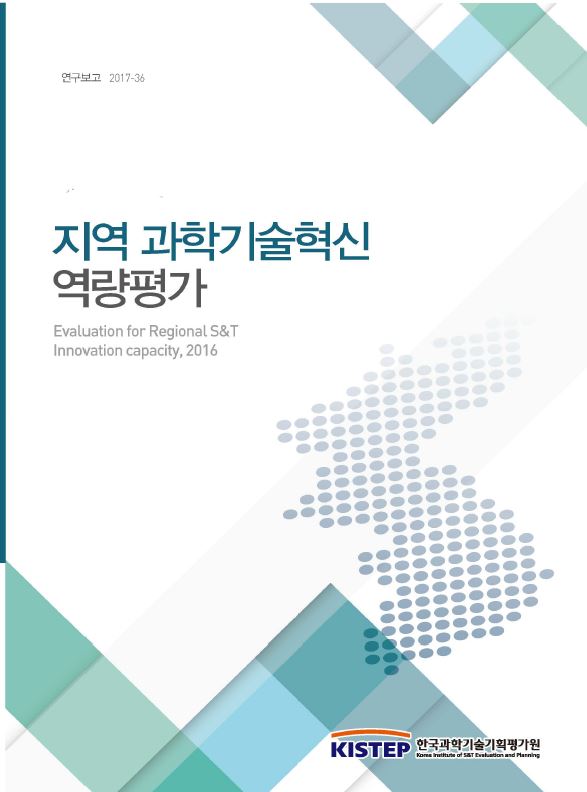 연구보고 2017-36
지역 과학기술혁신
역량평가
Evaluation for Regional S&T
Innovation capacity, 2016
KISTEP 한국과학기술기획평가원
Korea Institute of S&T Evaluation and Planning